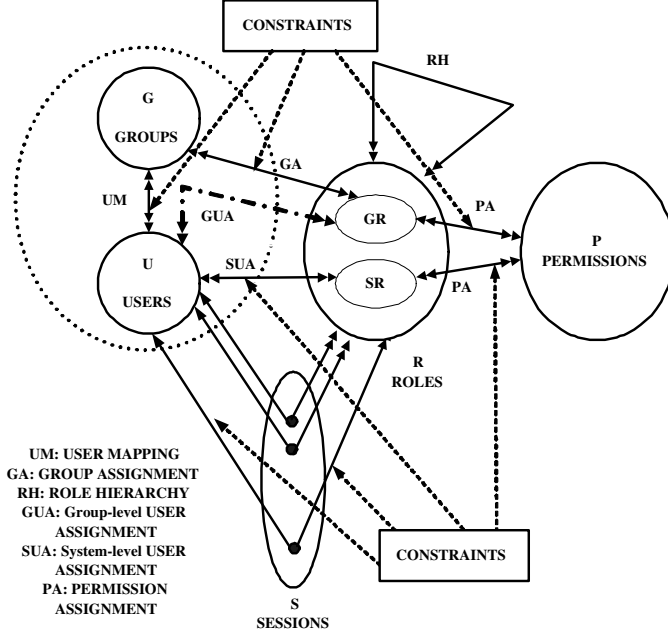 CONSTRAINTS
RH
G
GROUPS
GA
UM
GUA
PA
GR
P
PERMISSIONS
U
USERS
SUA
SR
PA
R
ROLES
UM: USER MAPPING
GA: GROUP ASSIGNMENT
RH: ROLE HIERARCHY
GUA: Group-level USER
ASSIGNMENT
SUA: System-level USER
ASSIGNMENT
PA: PERMISSION
ASSIGNMENT
CONSTRAINTS
S
SESSIONS